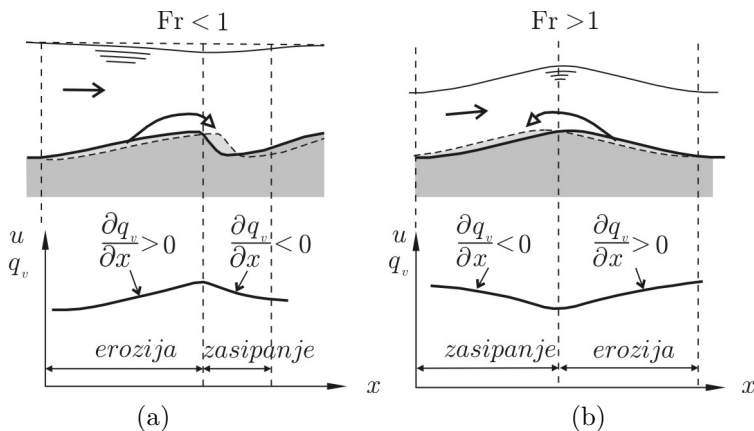 Fr < 1
Fr > 1
u
q_v
∂q_v/∂x > 0
∂q_v/∂x < 0
erozija
zasipanje
x
(a)
u
q_v
∂q_v/∂x < 0
∂q_v/∂x > 0
zasipanje
erozija
x
(b)